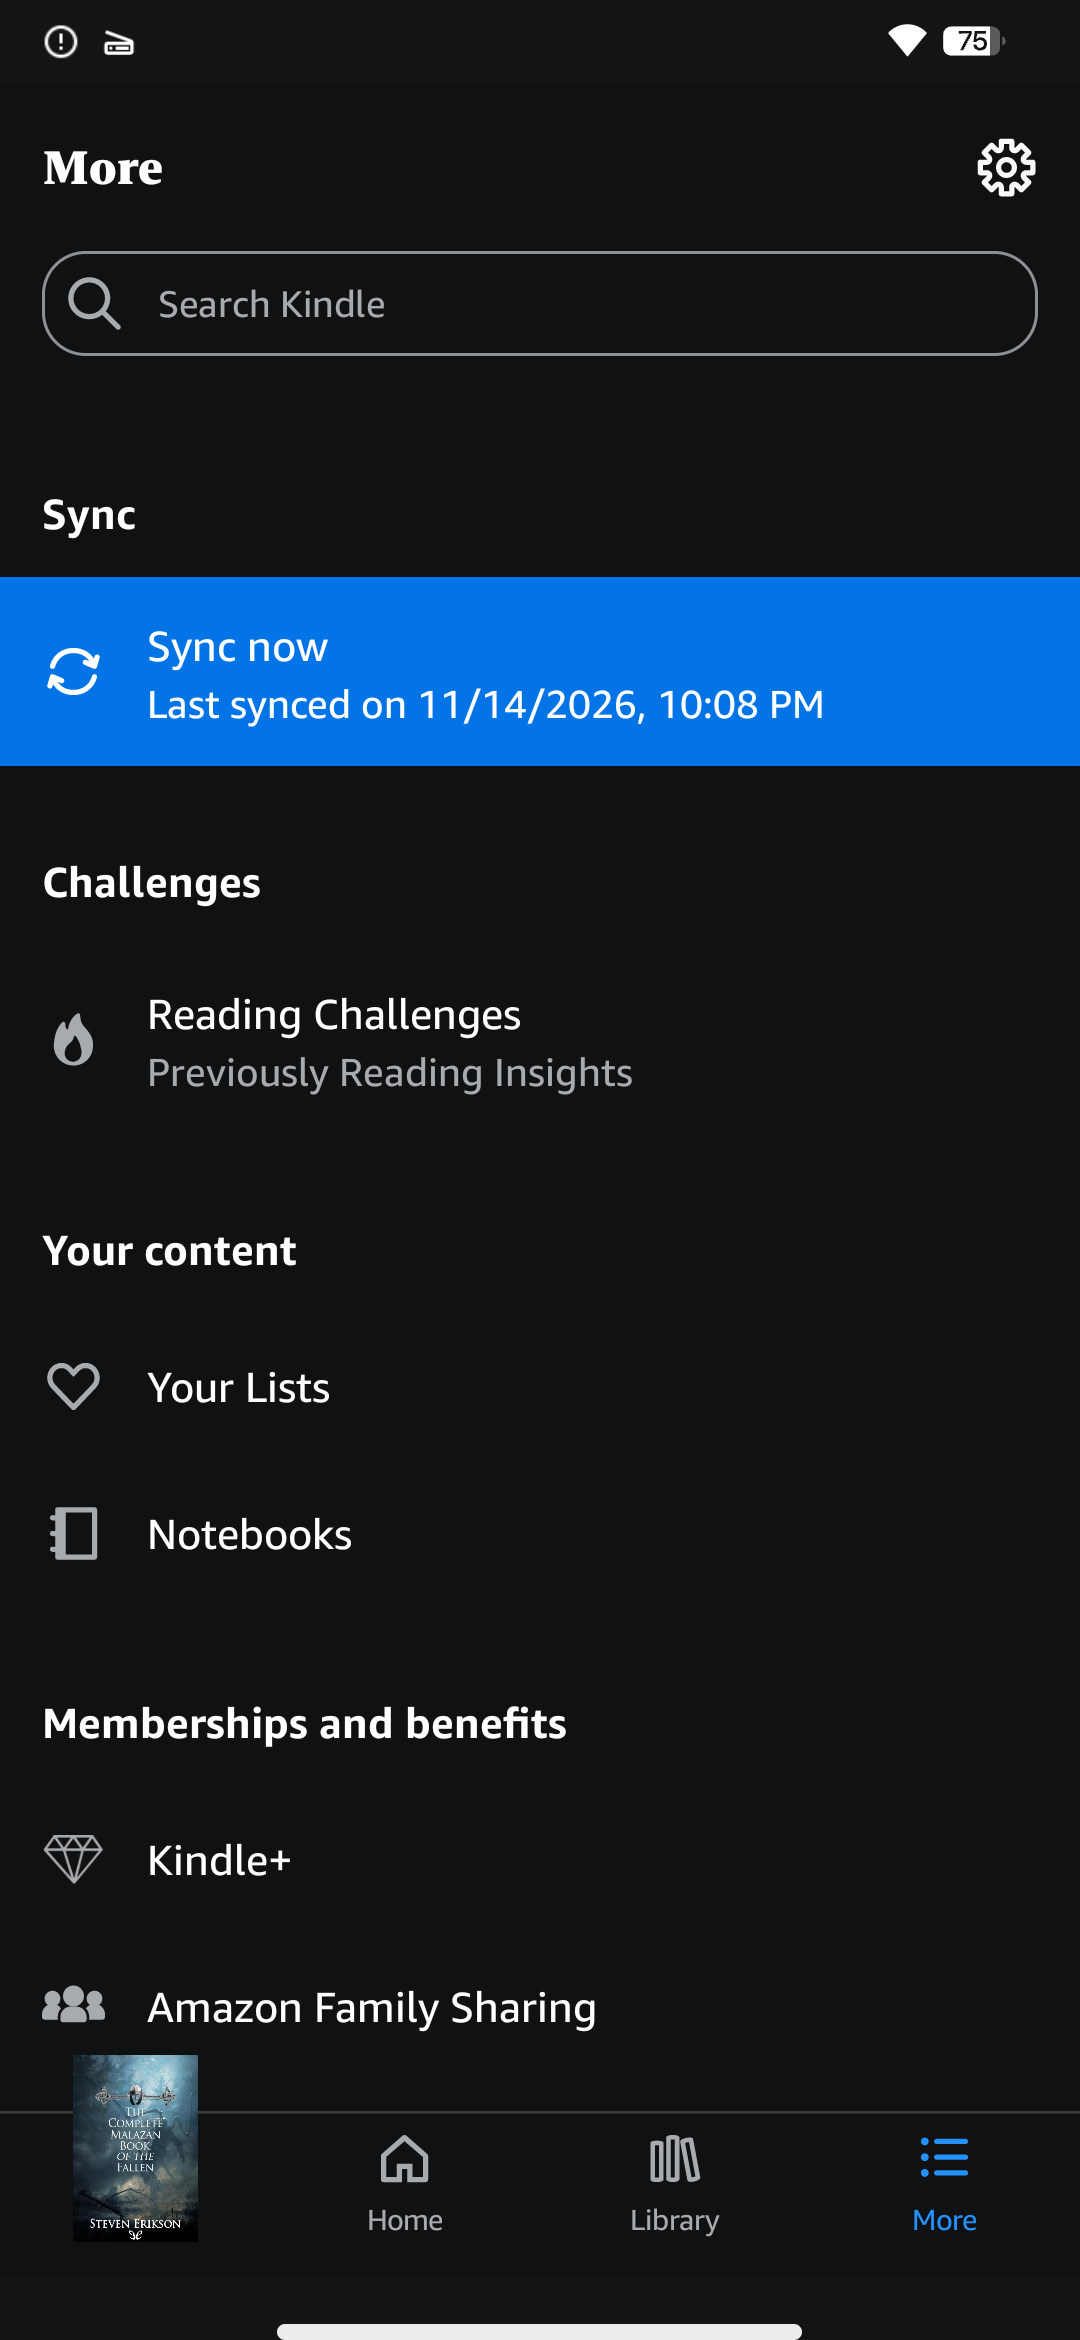 75
More
Search Kindle
Sync
Sync now
Last synced on 11/14/2026, 10:08 PM
Challenges
Reading Challenges
Previously Reading Insights
Your content
Your Lists
Notebooks
Memberships and benefits
Kindle+
Amazon Family Sharing
THE
COMPLETE
MALAZAN
BOOK
OF THE
FALLEN
STEVEN ERIKSON
Home
Library
More